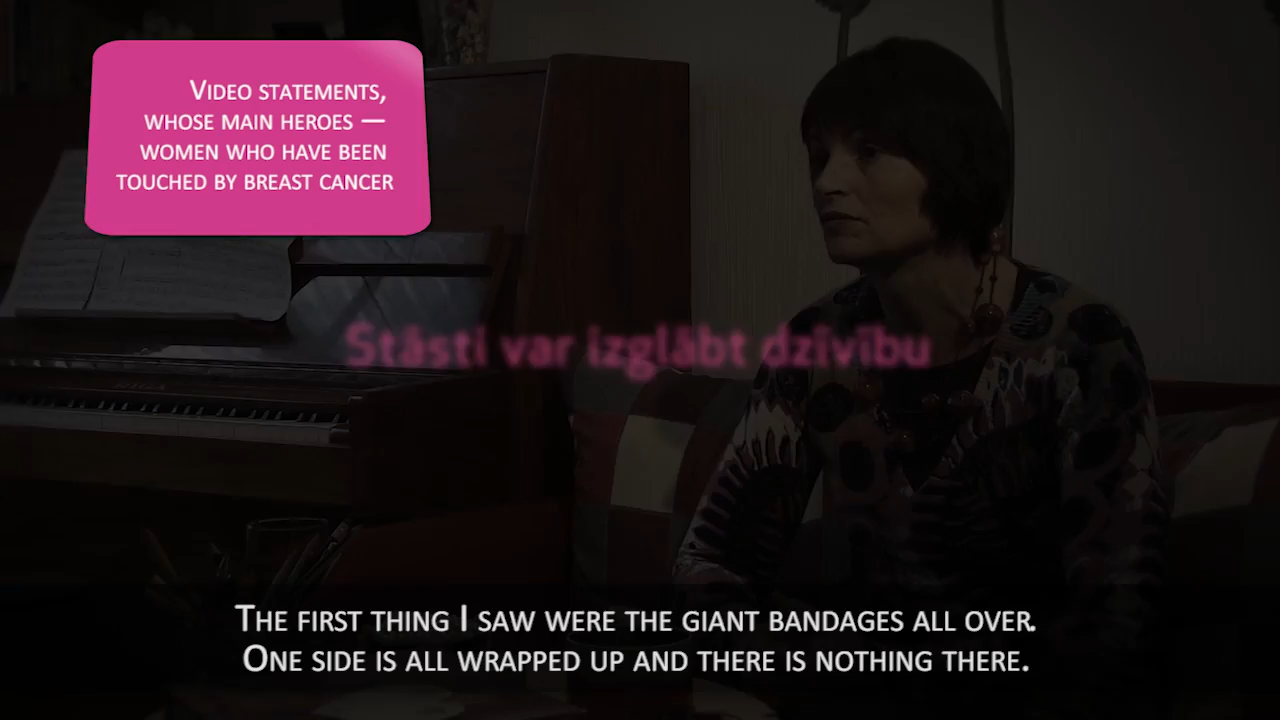 Video statements,
whose main heroes —
women who have been
touched by breast cancer
Stāsti var izglābt dzīvību
The first thing I saw were the giant bandages all over.
One side is all wrapped up and there is nothing there.